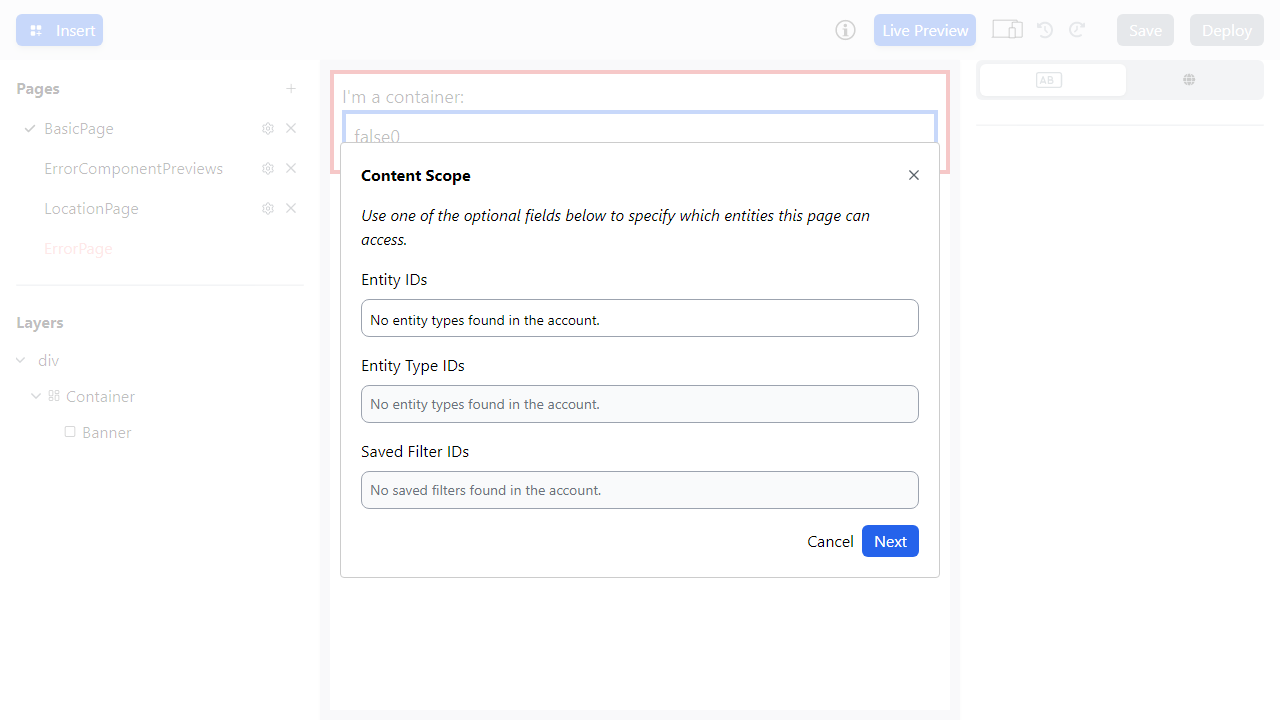 Insert
Live Preview
Save
Deploy
Pages
BasicPage
ErrorComponentPreviews
LocationPage
ErrorPage
Layers
div
Container
Banner
I'm a container:
false0
AB
Content Scope
Use one of the optional fields below to specify which entities this page can
access.
Entity IDs
No entity types found in the account.
Entity Type IDs
No entity types found in the account.
Saved Filter IDs
No saved filters found in the account.
Cancel
Next